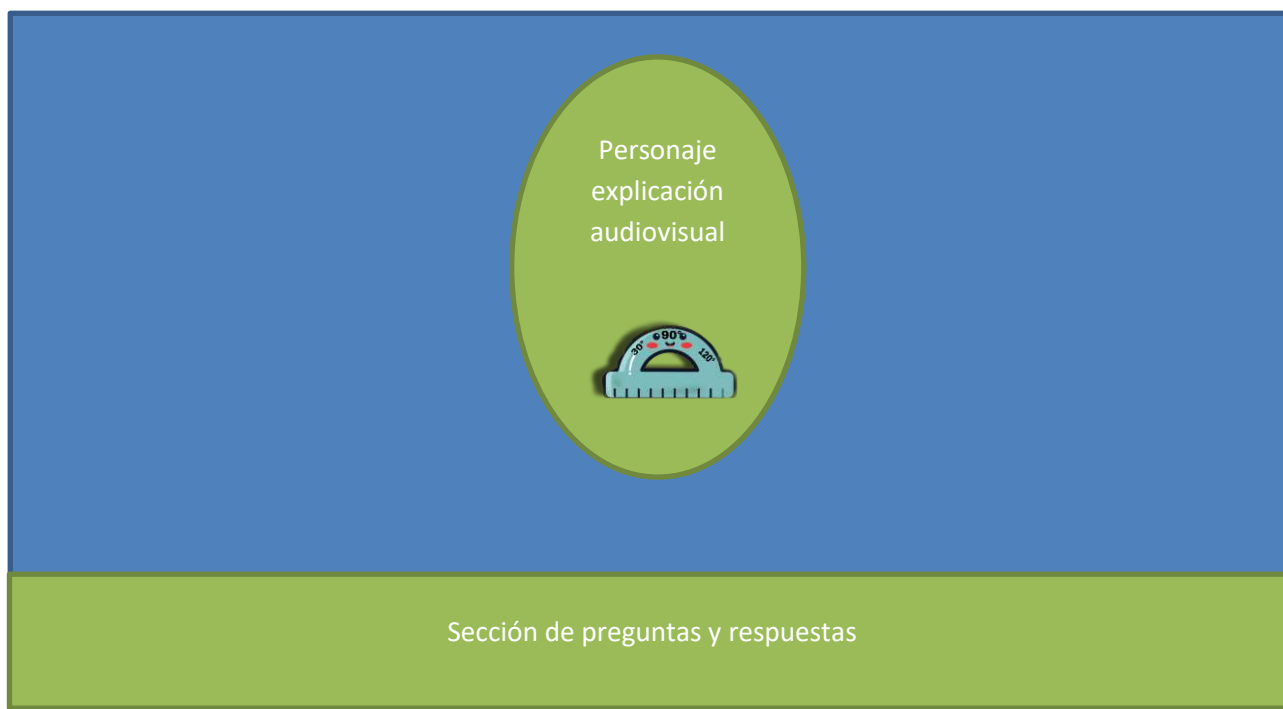 Personaje
explicación
audiovisual
90°
30°
120°
Sección de preguntas y respuestas